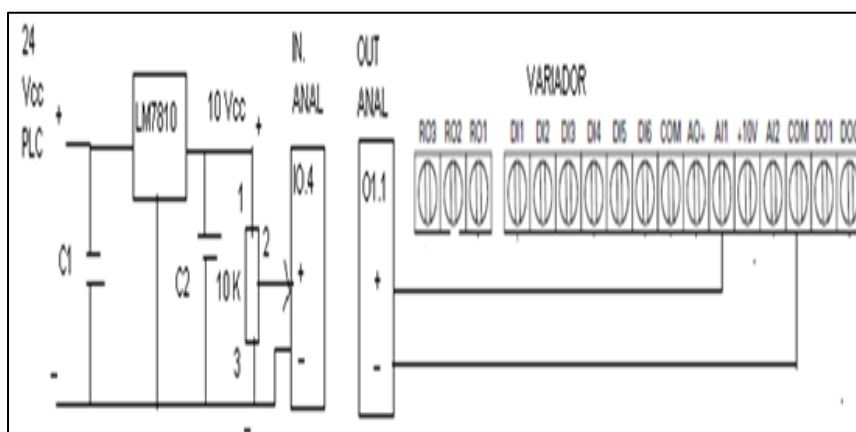 24
Vcc
PLC
+
-
C1
LM7810
10 Vcc
+
C2
10 K
1
2
3
-
IN.
ANAL
I0.4
+
-
OUT
ANAL
O1.1
+
-
VARIADOR
RO3 RO2 RO1 DI1 DI2 DI3 DI4 DI5 DI6 COM AO+ AI1 +10V AI2 COM DO1